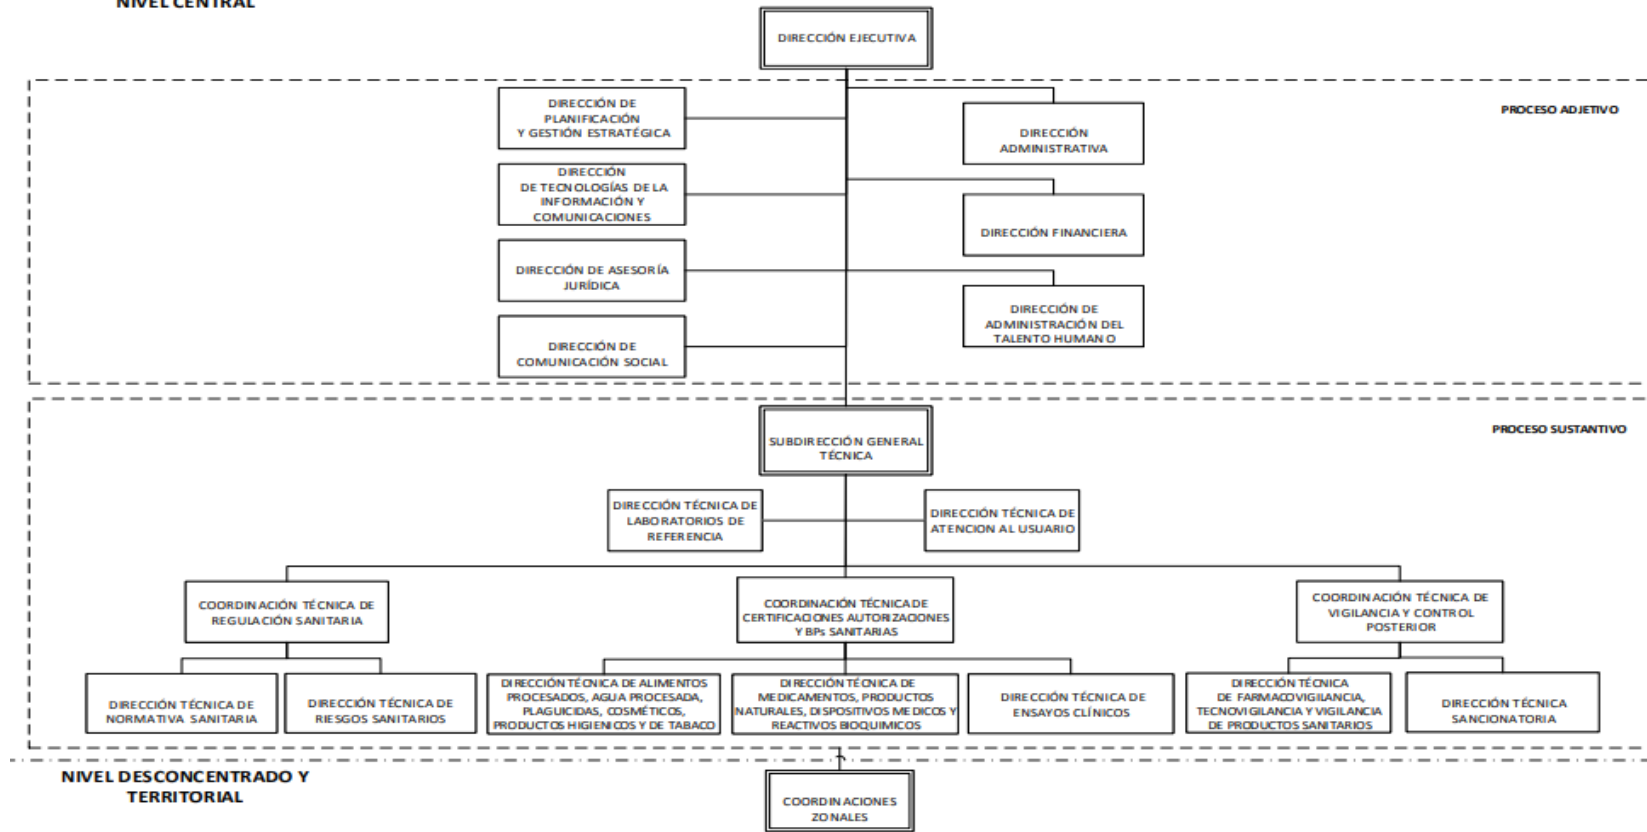 NIVEL CENTRAL
DIRECCIÓN EJECUTIVA
PROCESO ADJETIVO
DIRECCIÓN DE
PLANIFICACIÓN
Y GESTIÓN ESTRATÉGICA
DIRECCIÓN
ADMINISTRATIVA
DIRECCIÓN
DE TECNOLOGÍAS DE LA
INFORMACIÓN Y
COMUNICACIONES
DIRECCIÓN FINANCIERA
DIRECCIÓN DE ASESORÍA
JURÍDICA
DIRECCIÓN DE
ADMINISTRACIÓN DEL
TALENTO HUMANO
DIRECCIÓN DE
COMUNICACIÓN SOCIAL
PROCESO SUSTANTIVO
SUBDIRECCIÓN GENERAL
TÉCNICA
DIRECCIÓN TÉCNICA DE
LABORATORIOS DE
REFERENCIA
DIRECCIÓN TÉCNICA DE
ATENCION AL USUARIO
COORDINACIÓN TÉCNICA DE
REGULACIÓN SANITARIA
COORDINACIÓN TÉCNICA DE
CERTIFICACIONES AUTORIZACIONES
Y BPs SANITARIAS
COORDINACIÓN TÉCNICA DE
VIGILANCIA Y CONTROL
POSTERIOR
DIRECCIÓN TÉCNICA DE
NORMATIVA SANITARIA
DIRECCIÓN TÉCNICA DE
RIESGOS SANITARIOS
DIRECCIÓN TÉCNICA DE ALIMENTOS
PROCESADOS, AGUA PROCESADA,
PLAGUICIDAS, COSMÉTICOS,
PRODUCTOS HIGIENICOS Y DE TABACO
DIRECCIÓN TÉCNICA DE
MEDICAMENTOS, PRODUCTOS
NATURALES, DISPOSITIVOS MEDICOS Y
REACTIVOS BIOQUIMICOS
DIRECCIÓN TÉCNICA DE
ENSAYOS CLÍNICOS
DIRECCIÓN TÉCNICA
DE FARMACOVIGILANCIA,
TECNOVIGILANCIA Y VIGILANCIA
DE PRODUCTOS SANITARIOS
DIRECCIÓN TÉCNICA
SANCIONATORIA
NIVEL DESCONCENTRADO Y
TERRITORIAL
COORDINACIONES
ZONALES